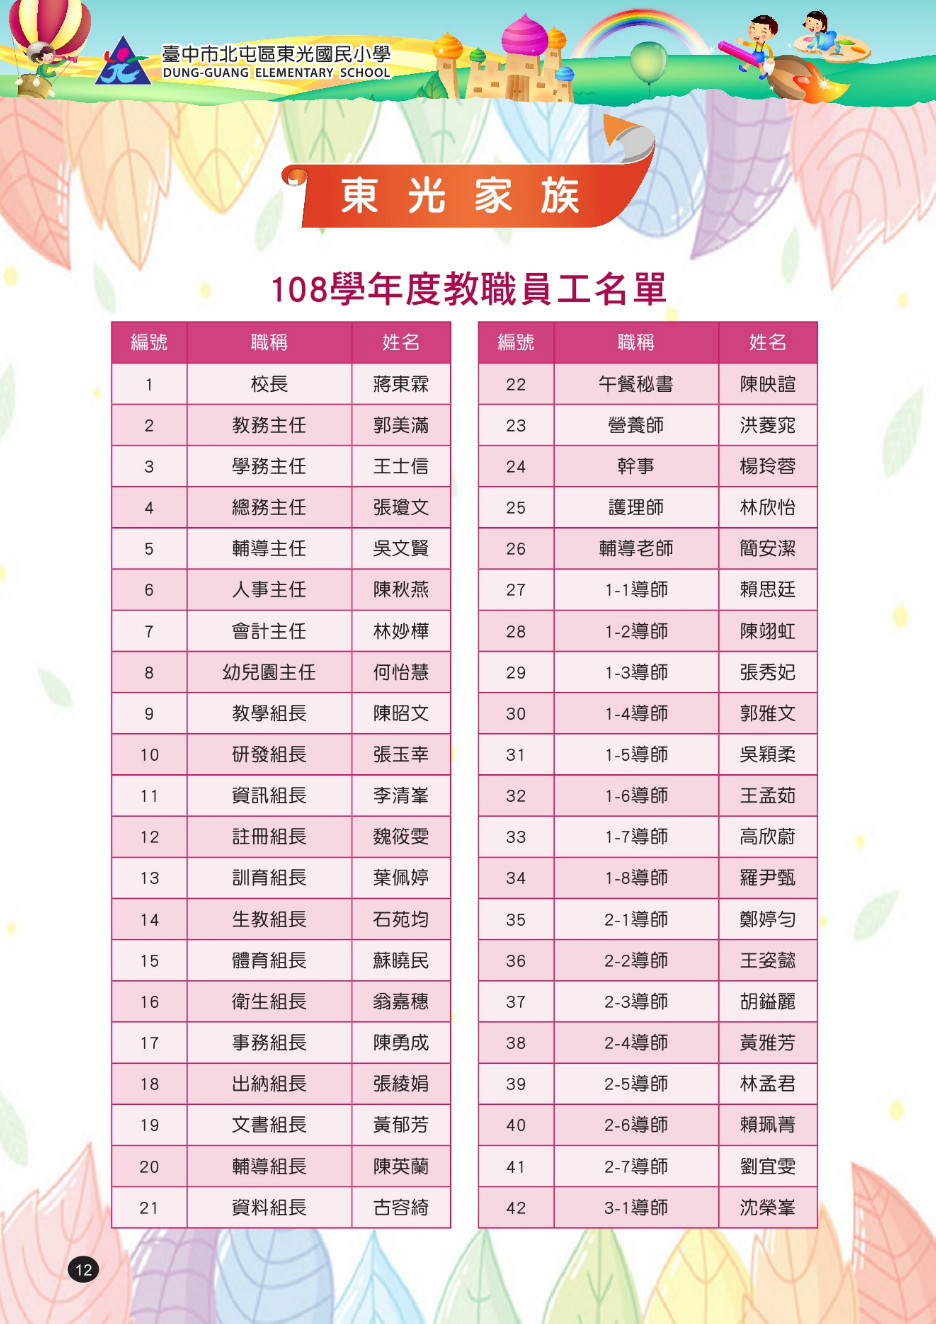 臺中市北屯區東光國民小學
DUNG-GUANG ELEMENTARY SCHOOL
東光家族
108學年度教職員工名單
編號 職稱 姓名
1 校長 蔣東霖
2 教務主任 郭美滿
3 學務主任 王士信
4 總務主任 張瓊文
5 輔導主任 吳文賢
6 人事主任 陳秋燕
7 會計主任 林妙樺
8 幼兒園主任 何怡慧
9 教學組長 陳昭文
10 研發組長 張玉幸
11 資訊組長 李清峯
12 註冊組長 魏筱雯
13 訓育組長 葉佩婷
14 生教組長 石苑均
15 體育組長 蘇曉民
16 衛生組長 翁嘉穗
17 事務組長 陳勇成
18 出納組長 張綾娟
19 文書組長 黃郁芳
20 輔導組長 陳英蘭
21 資料組長 古容綺
編號 職稱 姓名
22 午餐秘書 陳映諠
23 營養師 洪菱窕
24 幹事 楊玲蓉
25 護理師 林欣怡
26 輔導老師 簡安潔
27 1-1導師 賴思廷
28 1-2導師 陳翊虹
29 1-3導師 張秀妃
30 1-4導師 郭雅文
31 1-5導師 吳穎柔
32 1-6導師 王孟茹
33 1-7導師 高欣蔚
34 1-8導師 羅尹甄
35 2-1導師 鄭婷勻
36 2-2導師 王姿懿
37 2-3導師 胡鎰麗
38 2-4導師 黃雅芳
39 2-5導師 林孟君
40 2-6導師 賴珮菁
41 2-7導師 劉宜雯
42 3-1導師 沈榮峯
12